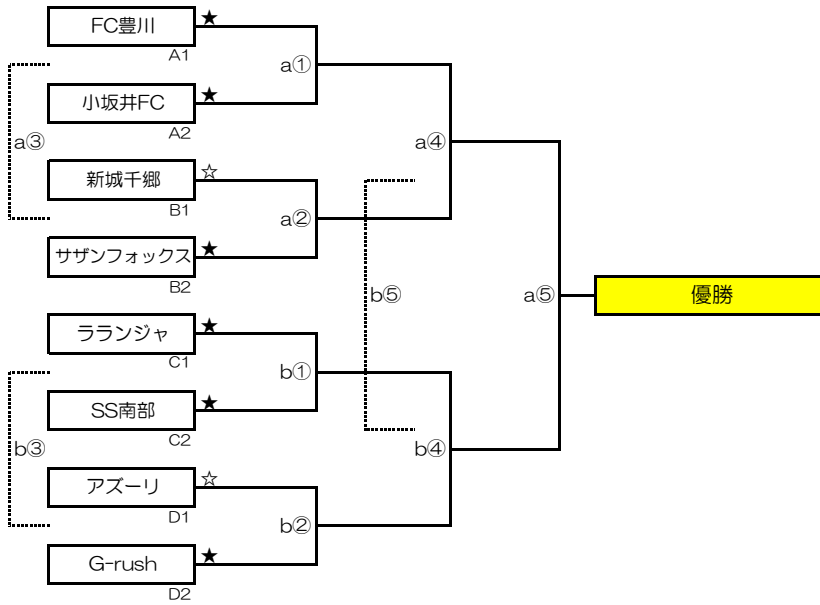 FC豊川 ★
A1
a①
小坂井FC ★
A2
a③
a④
新城千郷 ☆
B1
a②
サザンフォックス ★
B2
b⑤
a⑤
優勝
ラランジャ ★
C1
b①
SS南部 ★
C2
b③
b④
アズーリ ☆
D1
b②
G-rush ★
D2